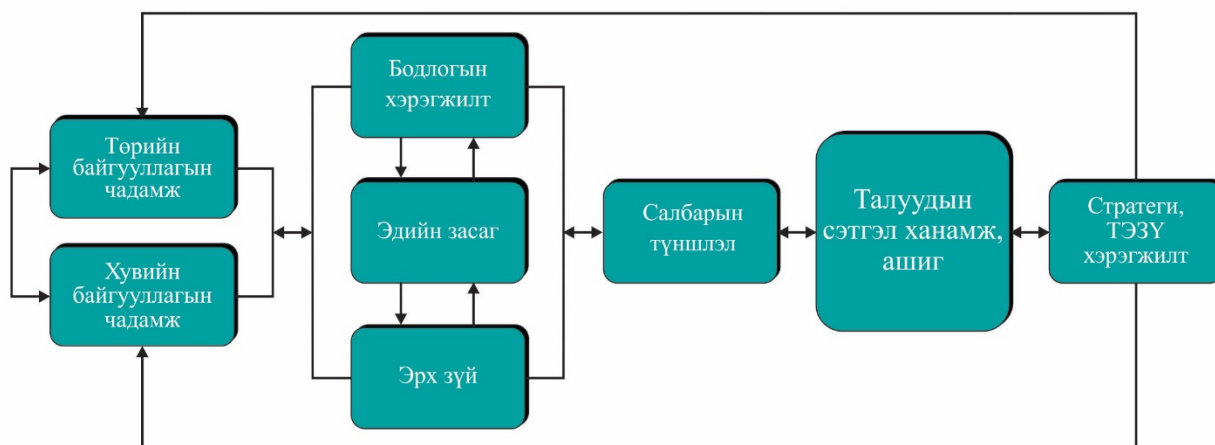 Төрийн
байгууллагын
чадамж
Хувийн
байгууллагын
чадамж
Бодлогын
хэрэгжилт
Эдийн засаг
Эрх зүй
Салбарын
түншлэл
Талуудын
сэтгэл ханамж,
ашиг
Стратеги,
ТЭЗҮ
хэрэгжилт